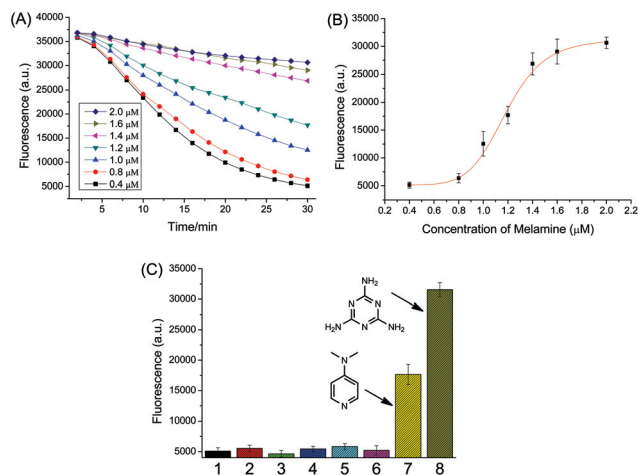 (A)
40000
35000
30000
25000
20000
15000
10000
5000
Fluorescence (a.u.)
2.0 μM
1.6 μM
1.4 μM
1.2 μM
1.0 μM
0.8 μM
0.4 μM
5 10 15 20 25 30
Time/min
(B)
35000
30000
25000
20000
15000
10000
5000
Fluorescence (a.u.)
0.2 0.4 0.6 0.8 1.0 1.2 1.4 1.6 1.8 2.0 2.2
Concentration of Melamine (μM)
(C)
35000
30000
25000
20000
15000
10000
5000
Fluorescence (a.u.)
NH2
N N
H2N N NH2
N
N
1 2 3 4 5 6 7 8